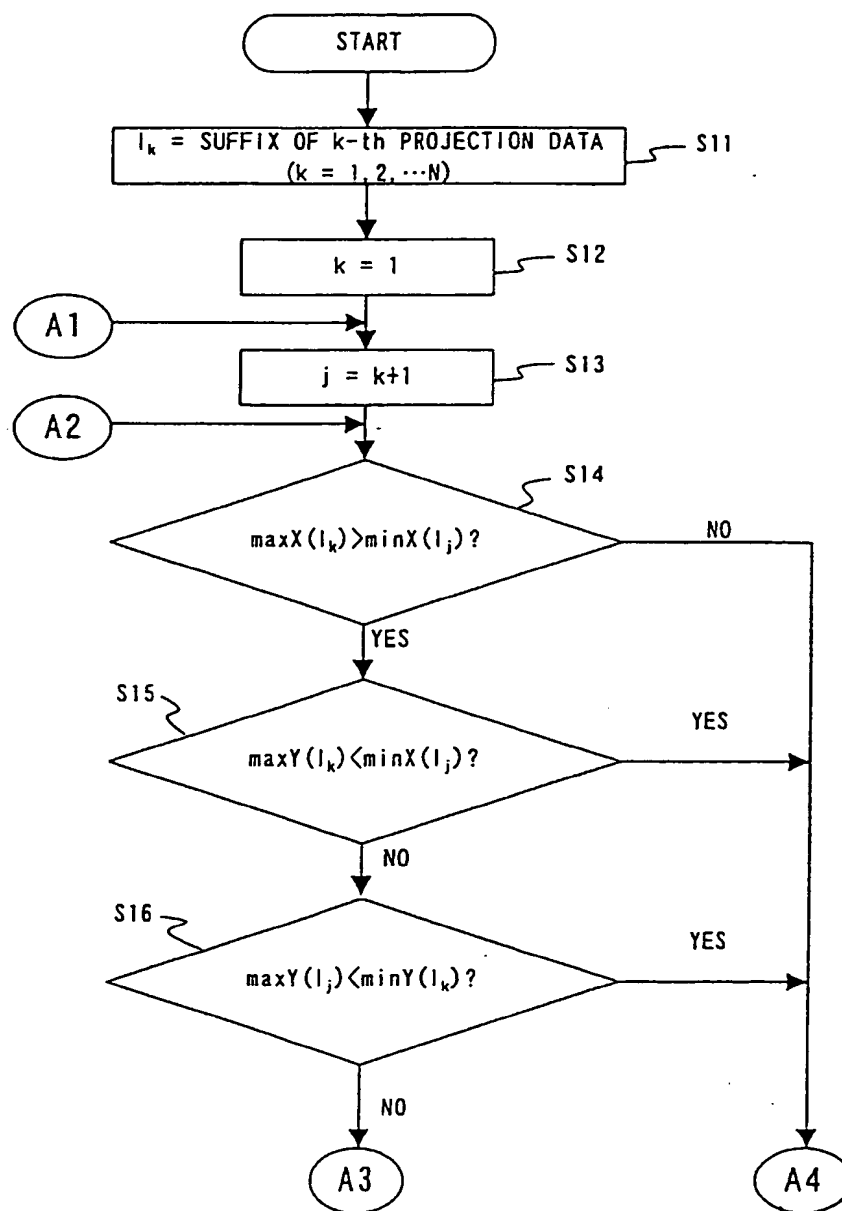 START
I_k = SUFFIX OF k-th PROJECTION DATA
(k = 1, 2, ⋯N)
S11
k = 1
S12
A1
j = k+1
S13
A2
S14
maxX(I_k)>minX(I_j)?
NO
YES
S15
maxY(I_k)<minX(I_j)?
YES
NO
S16
maxY(I_j)<minY(I_k)?
YES
NO
A3
A4